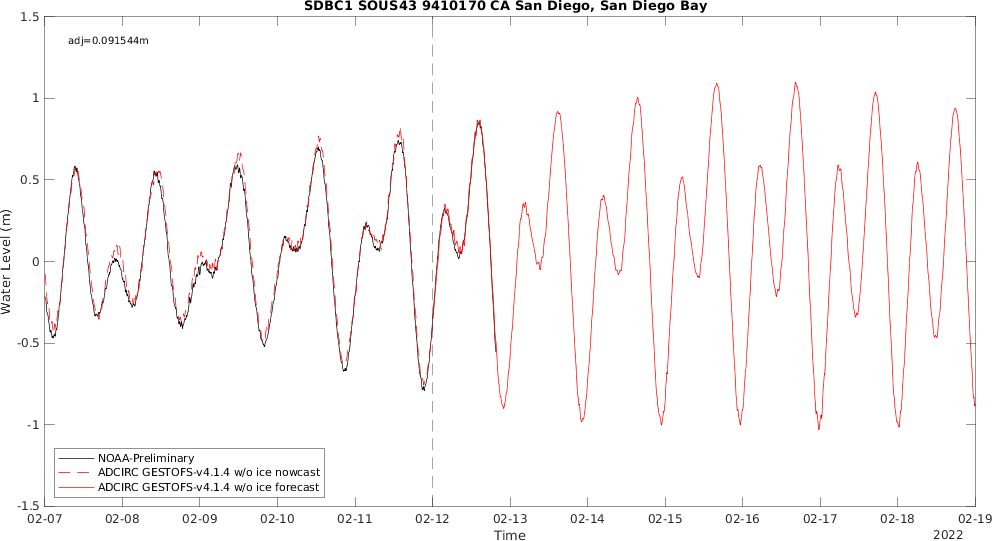 SDBC1 SOUS43 9410170 CA San Diego, San Diego Bay
adj=0.091544m
1.5
1
0.5
0
-0.5
-1
-1.5
Water Level (m)
NOAA-Preliminary
ADCIRC GESTOFS-v4.1.4 w/o ice nowcast
ADCIRC GESTOFS-v4.1.4 w/o ice forecast
02-07 02-08 02-09 02-10 02-11 02-12 02-13 02-14 02-15 02-16 02-17 02-18 02-19
Time
2022